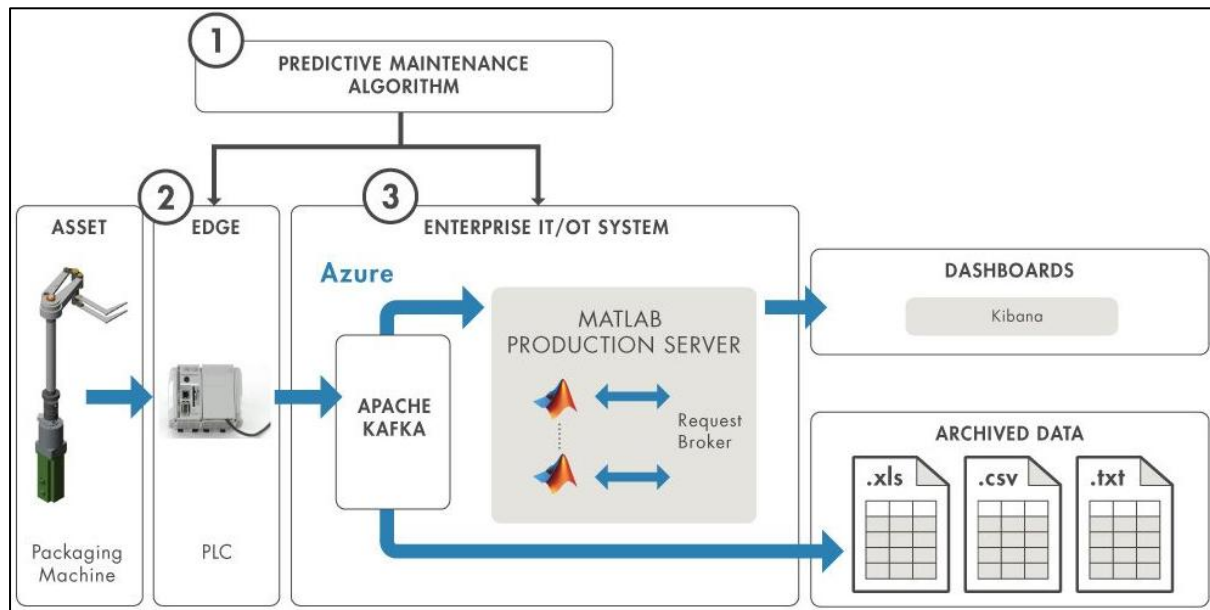 1
PREDICTIVE MAINTENANCE
ALGORITHM
2
3
ASSET
EDGE
ENTERPRISE IT/OT SYSTEM
Azure
DASHBOARDS
Kibana
MATLAB
PRODUCTION SERVER
APACHE
KAFKA
Request
Broker
ARCHIVED DATA
.xls
.csv
.txt
Packaging
Machine
PLC